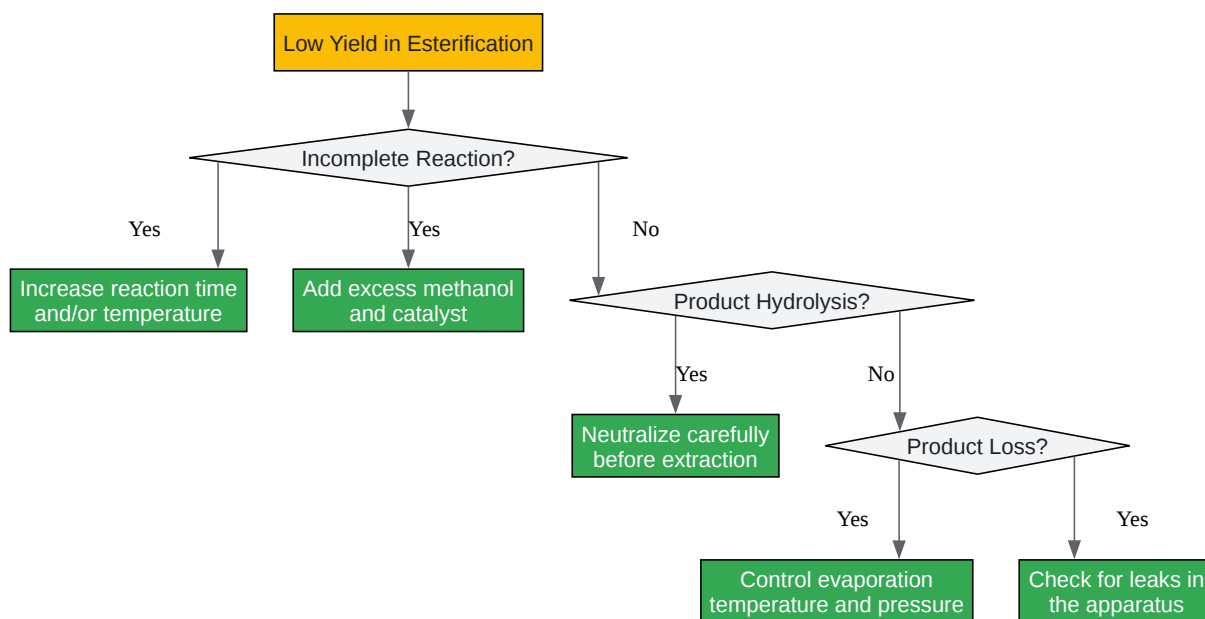 Low Yield in Esterification
Incomplete Reaction?
Yes
Yes
No
Increase reaction time
and/or temperature
Add excess methanol
and catalyst
Product Hydrolysis?
Yes
No
Neutralize carefully
before extraction
Product Loss?
Yes
Yes
Control evaporation
temperature and pressure
Check for leaks in
the apparatus